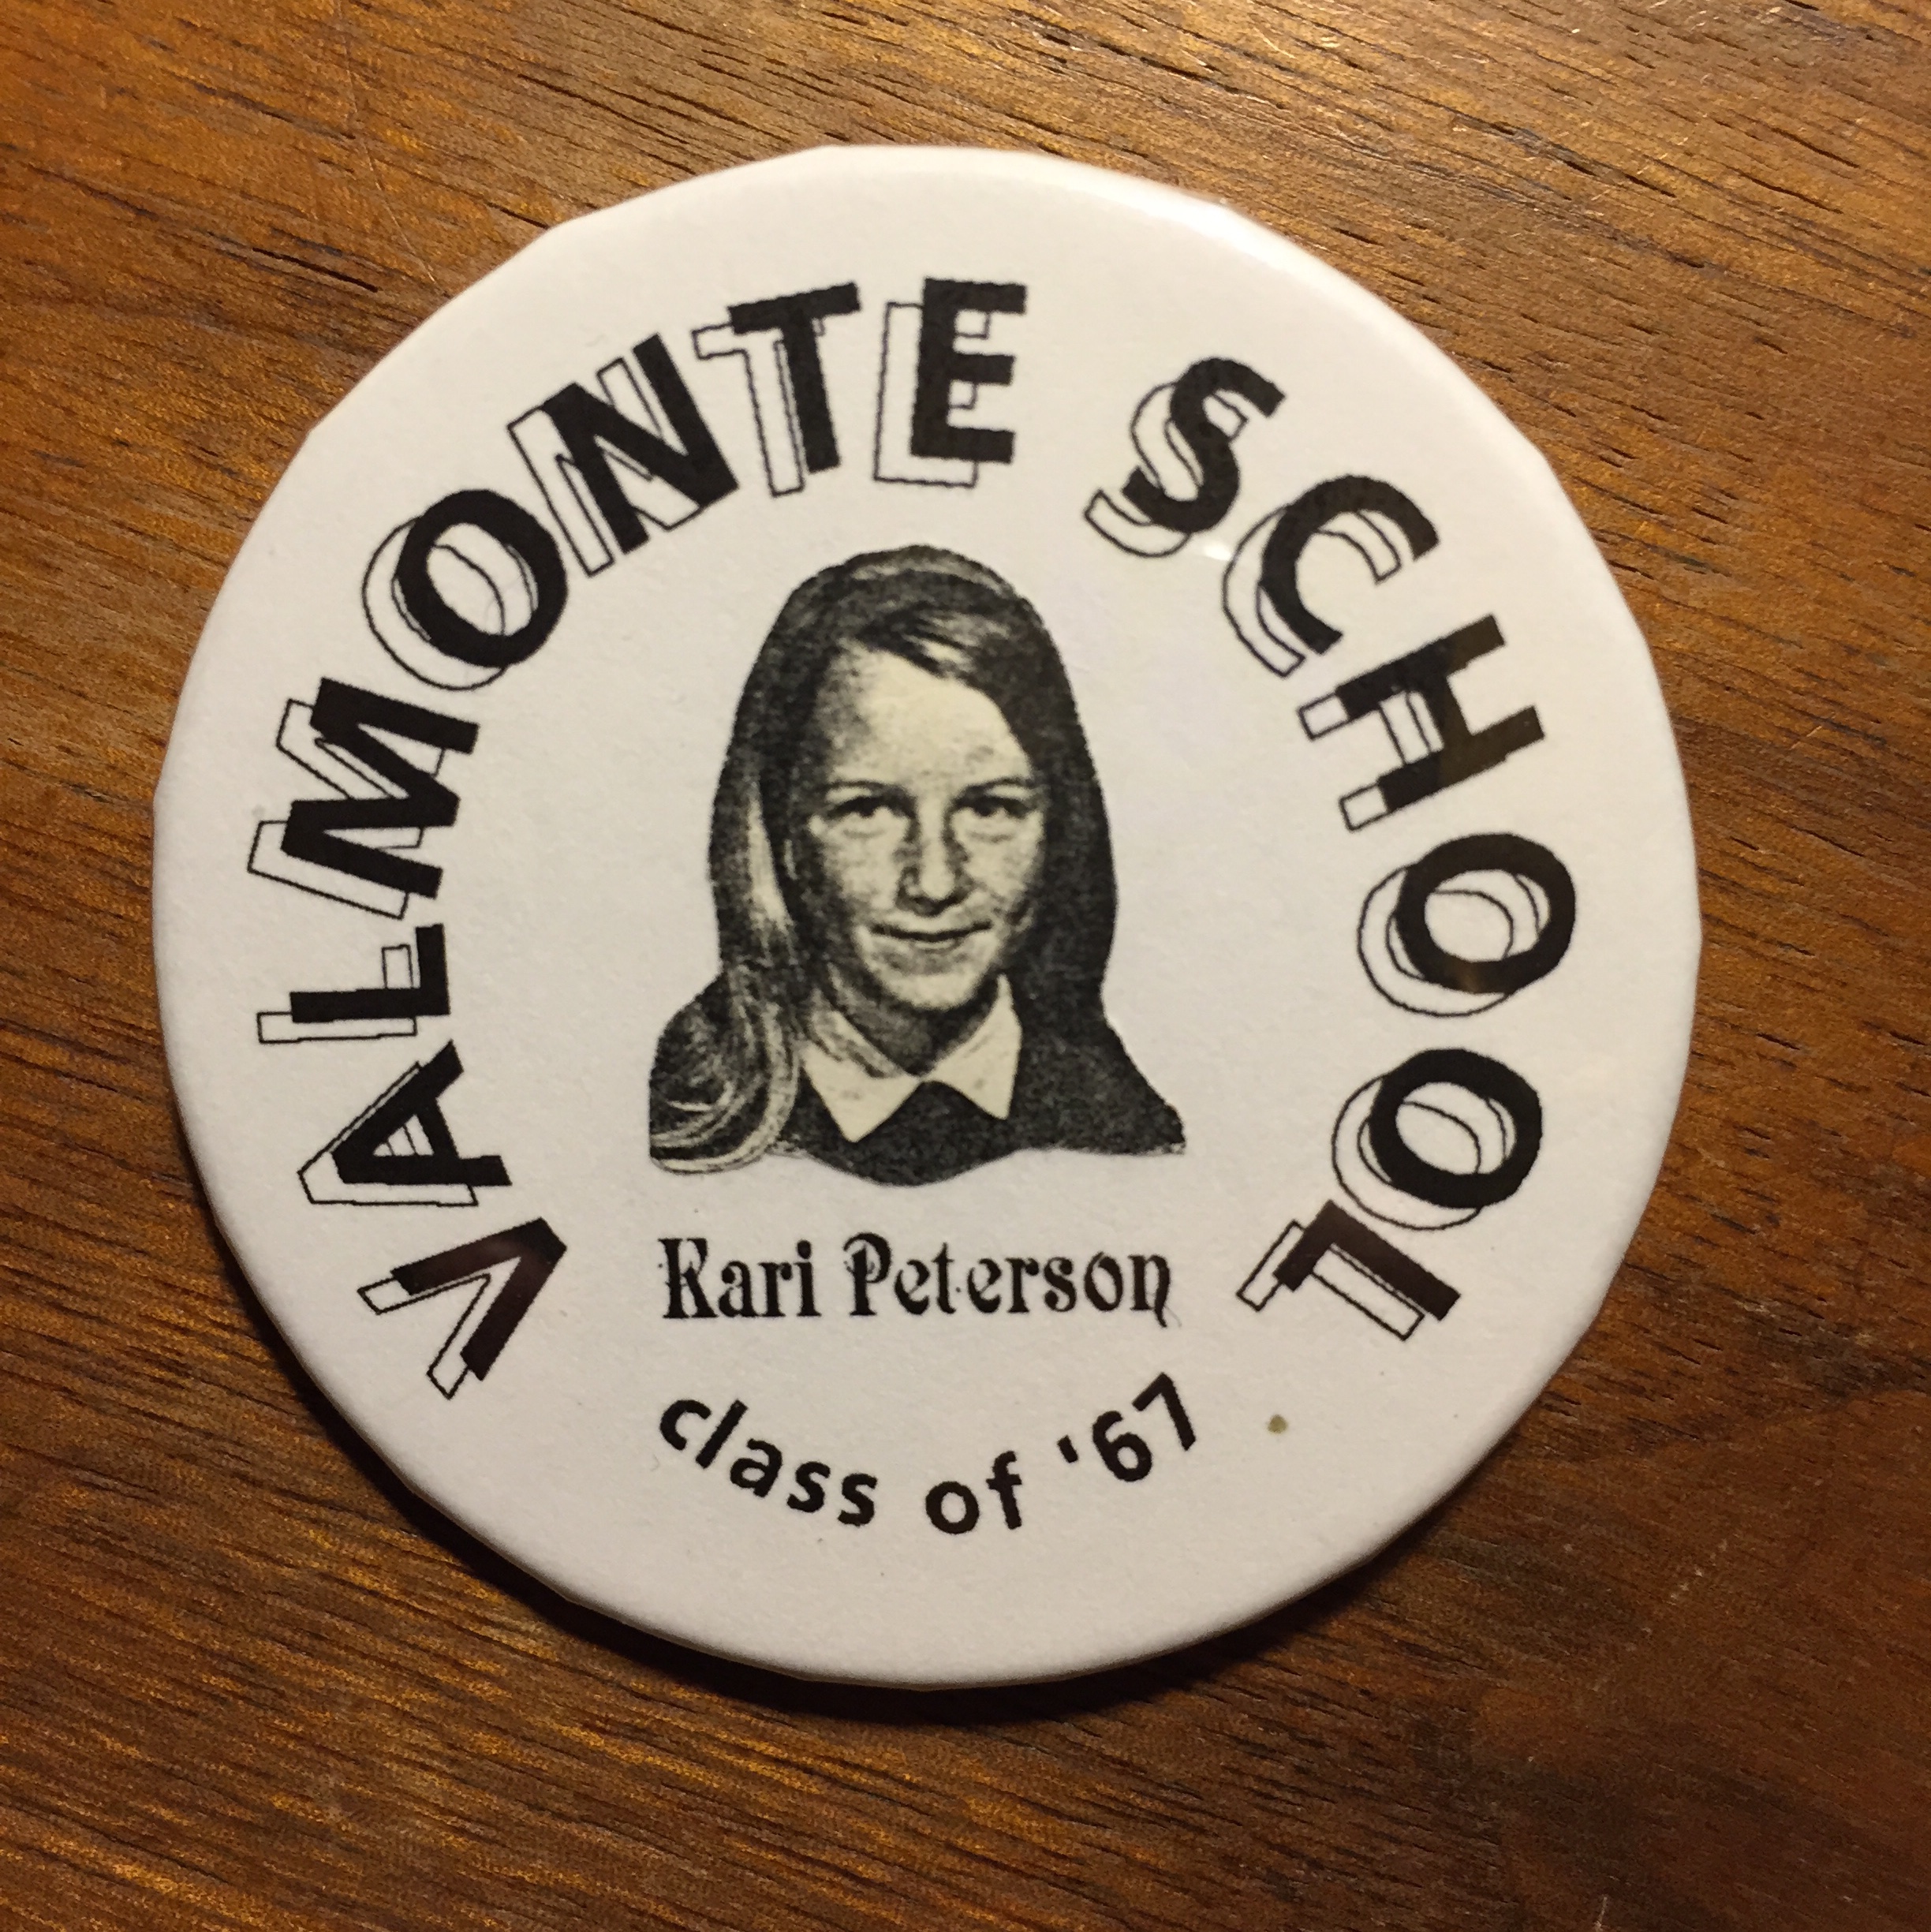 VALMONTE SCHOOL
Kari Peterson
class of '67